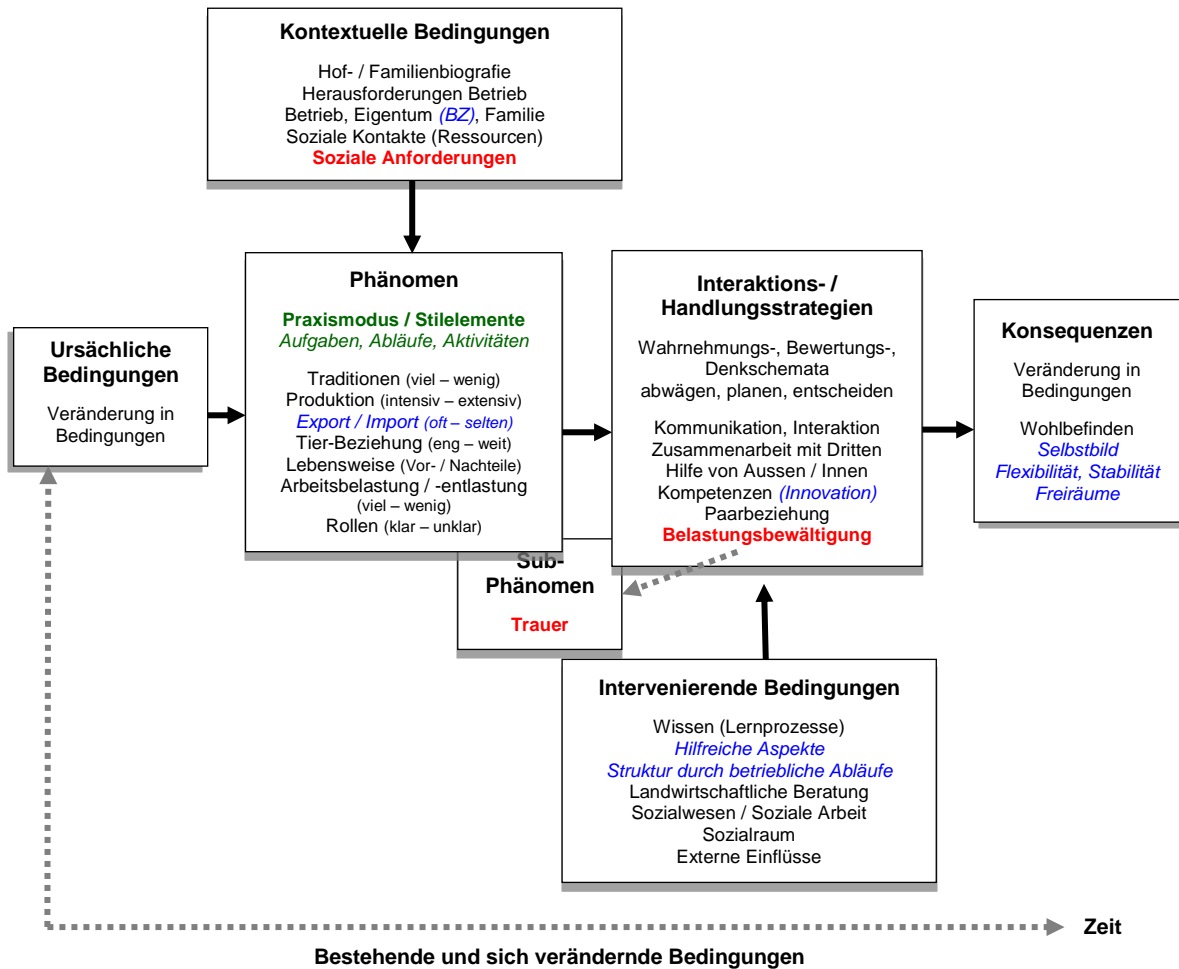 Kontextuelle Bedingungen
Hof- / Familienbiografie
Herausforderungen Betrieb
Betrieb, Eigentum (BZ), Familie
Soziale Kontakte (Ressourcen)
Soziale Anforderungen
Ursächliche
Bedingungen
Veränderung in
Bedingungen
Phänomen
Praxismodus / Stilelemente
Aufgaben, Abläufe, Aktivitäten
Traditionen (viel – wenig)
Produktion (intensiv – extensiv)
Export / Import (oft – selten)
Tier-Beziehung (eng – weit)
Lebensweise (Vor- / Nachteile)
Arbeitsbelastung / -entlastung
(viel – wenig)
Rollen (klar – unklar)
Sub-
Phänomen
Trauer
Interaktions- /
Handlungsstrategien
Wahrnehmungs-, Bewertungs-,
Denkschemata
abwägen, planen, entscheiden
Kommunikation, Interaktion
Zusammenarbeit mit Dritten
Hilfe von Aussen / Innen
Kompetenzen (Innovation)
Paarbeziehung
Belastungsbewältigung
Konsequenzen
Veränderung in
Bedingungen
Wohlbefinden
Selbstbild
Flexibilität, Stabilität
Freiräume
Intervenierende Bedingungen
Wissen (Lernprozesse)
Hilfreiche Aspekte
Struktur durch betriebliche Abläufe
Landwirtschaftliche Beratung
Sozialwesen / Soziale Arbeit
Sozialraum
Externe Einflüsse
Zeit
Bestehende und sich verändernde Bedingungen